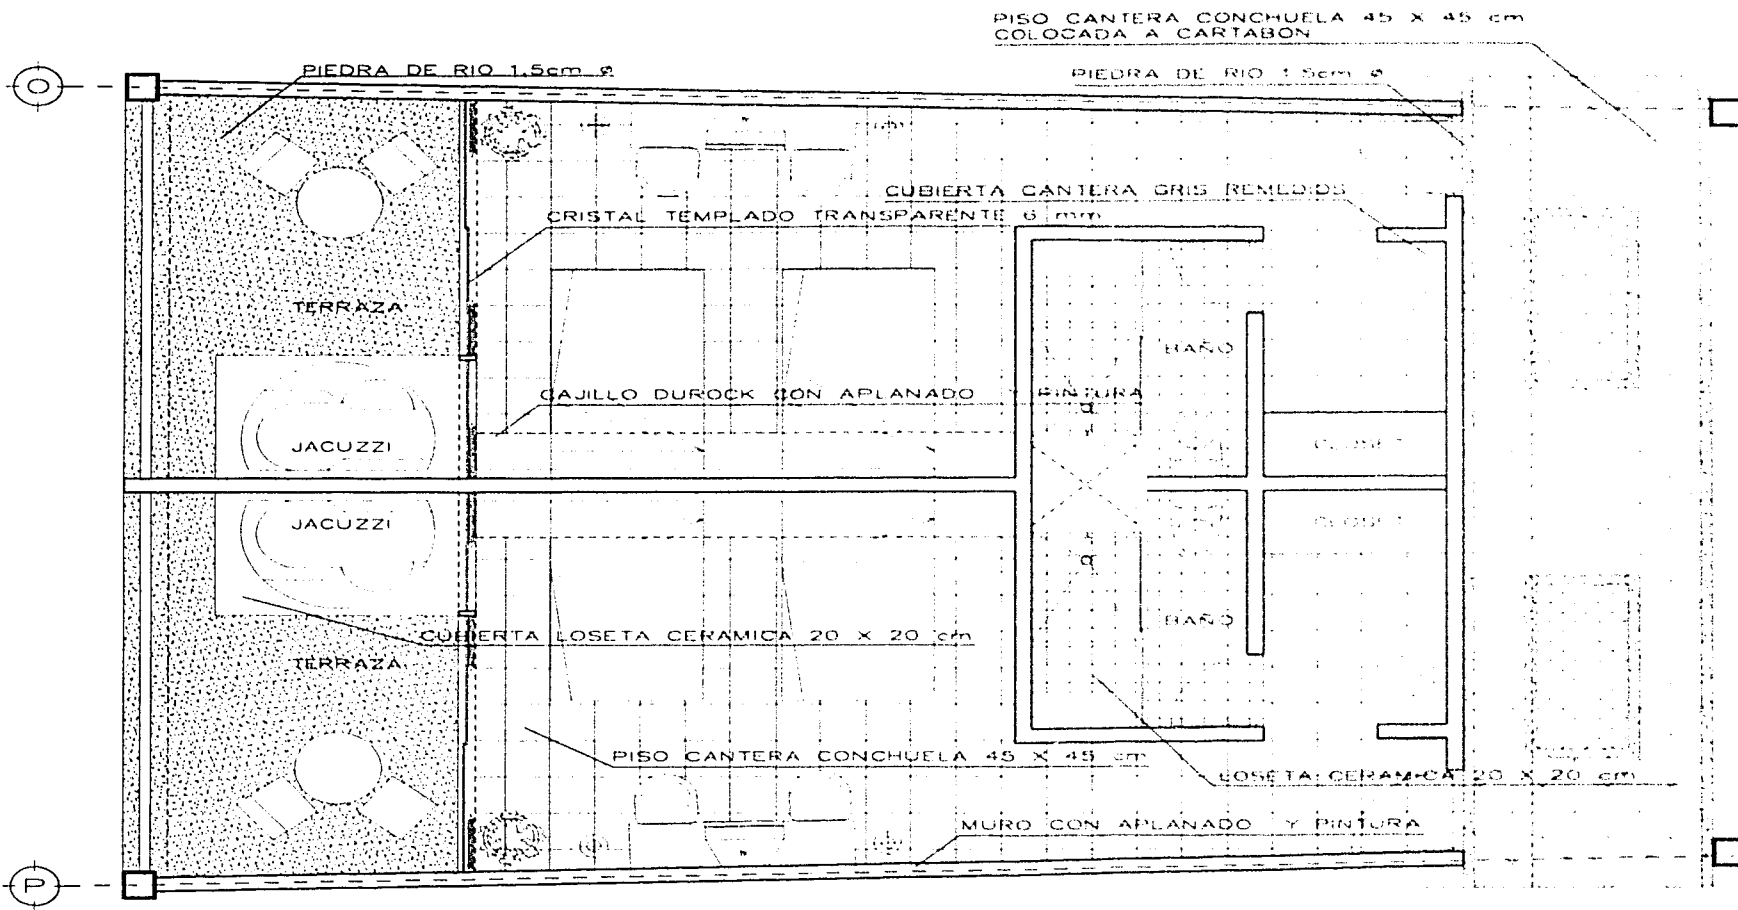 PISO CANTERA CONCHUELA 45 X 45 cm
COLOCADA A CARTABON
PIEDRA DE RIO 1.5cm ø
PIEDRA DE RIO 1.5cm ø
O
CUBIERTA CANTERA GRIS REMEDIOS
CRISTAL TEMPLADO TRANSPARENTE 6 mm
TERRAZA
BAÑO
CAJILLO DUROCK CON APLANADO Y PINTURA
JACUZZI
CLOSET
JACUZZI
CLOSET
BAÑO
CUBIERTA LOSETA CERAMICA 20 X 20 cm
TERRAZA
PISO CANTERA CONCHUELA 45 X 45 cm
LOSETA CERAMICA 20 X 20 cm
MURO CON APLANADO Y PINTURA
P